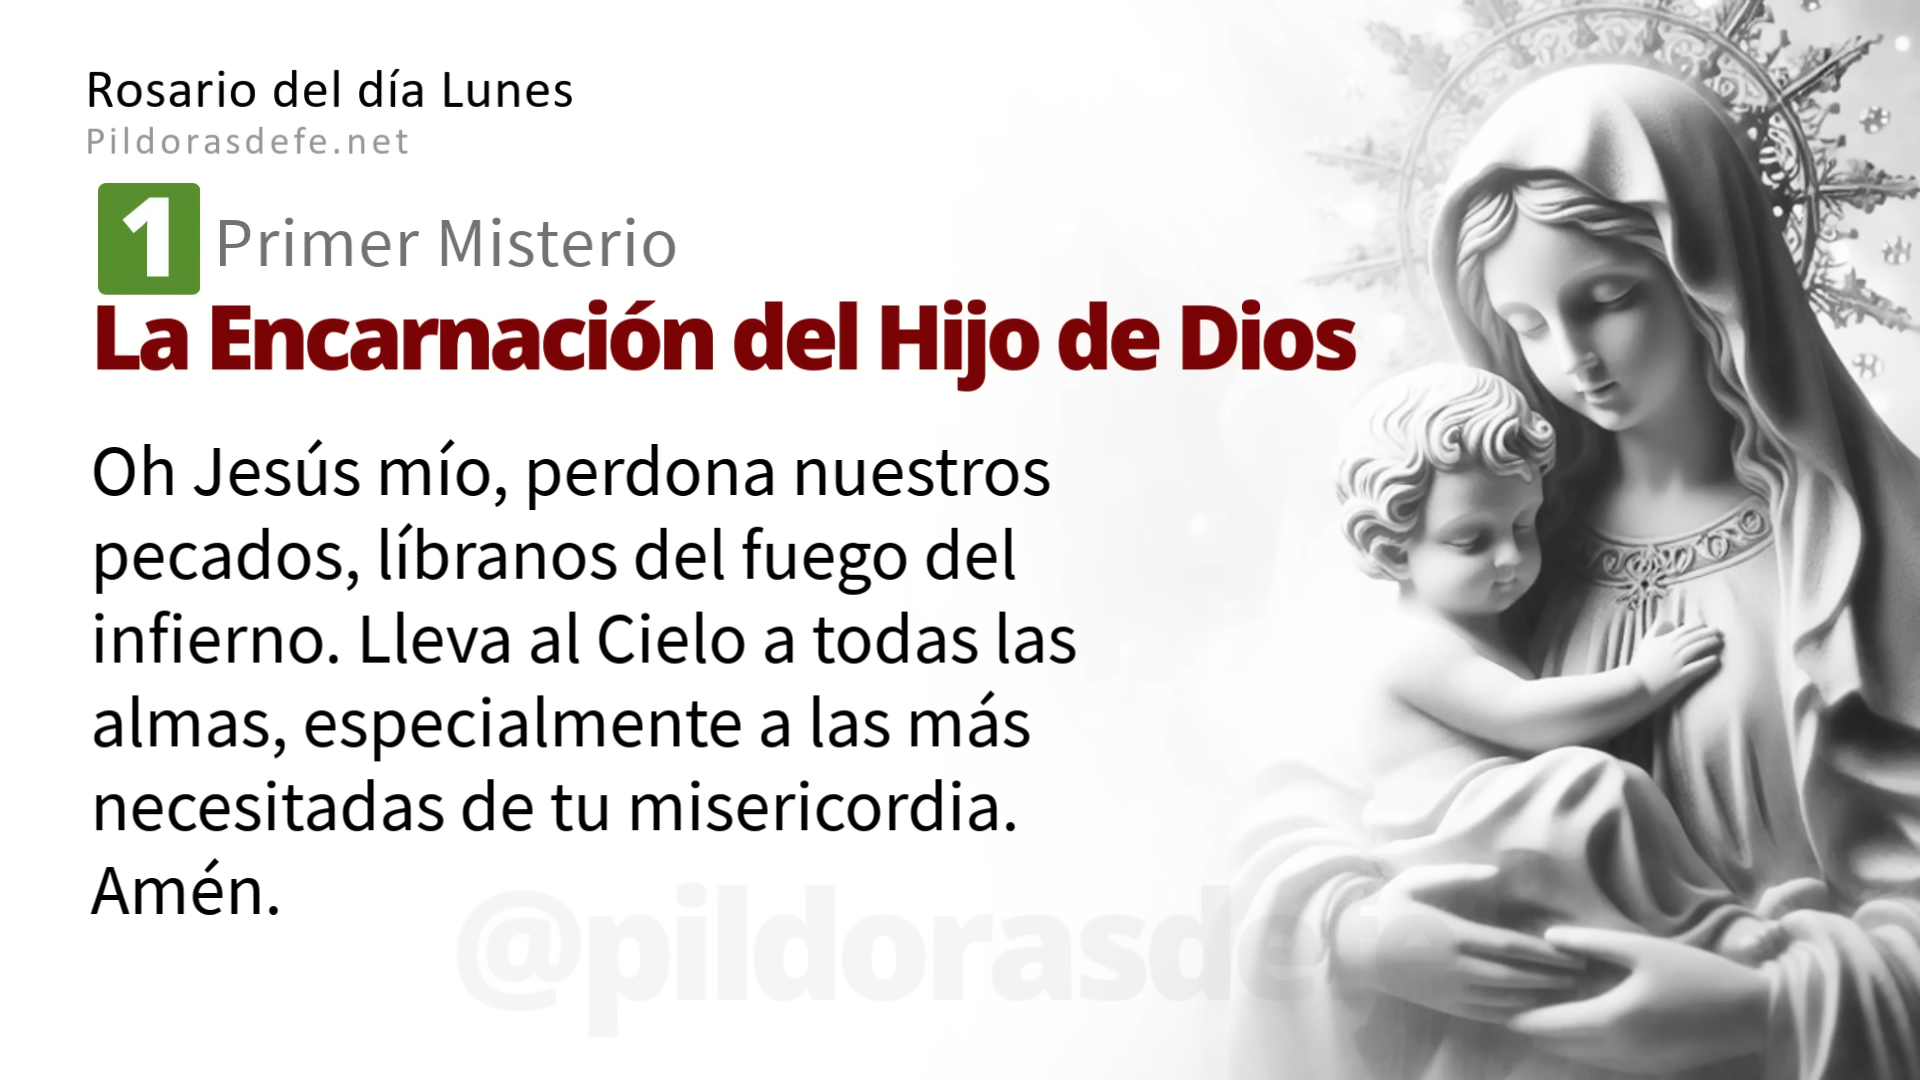 Rosario del día Lunes
Pildorasdefe.net
1 Primer Misterio
La Encarnación del Hijo de Dios
Oh Jesús mío, perdona nuestros
pecados, líbranos del fuego del
infierno. Lleva al Cielo a todas las
almas, especialmente a las más
necesitadas de tu misericordia.
Amén.
@pildorasdefe